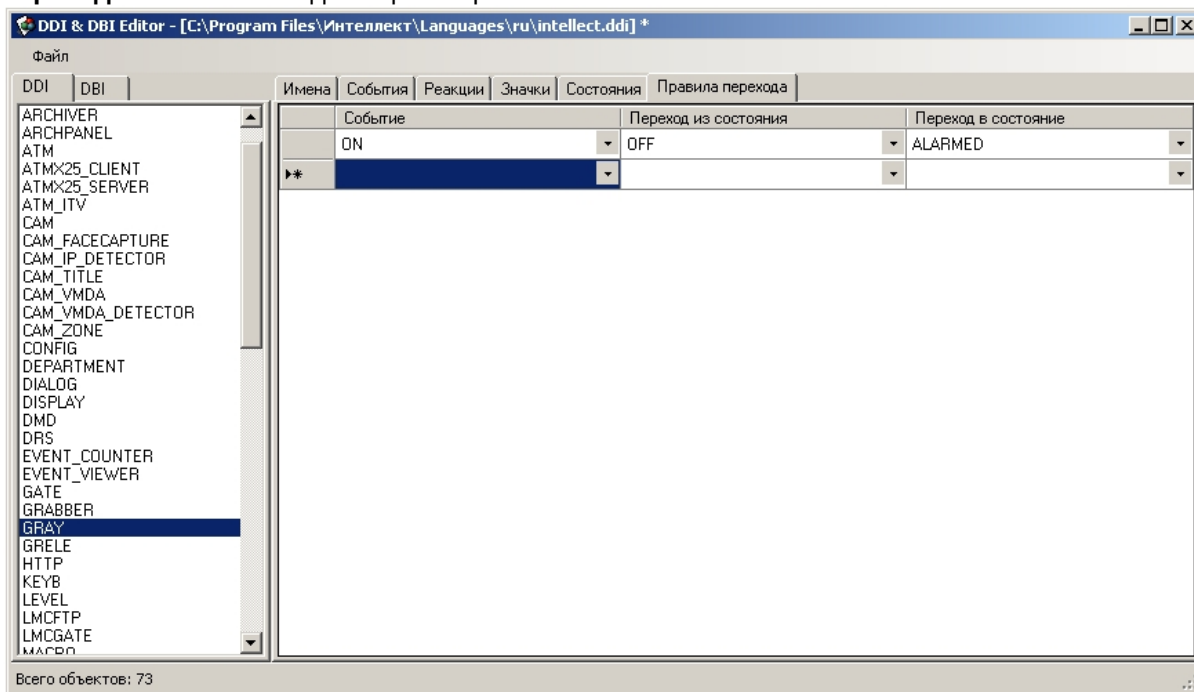 DDI & DBI Editor - [C:\Program Files\Интеллект\Languages\ru\intellect.ddi] *
Файл
DDI DBI
Имена События Реакции Значки Состояния Правила перехода
Событие Переход из состояния Переход в состояние
ON OFF ALARMED
ARCHIVER
ARCHPANEL
ATM
ATMX25_CLIENT
ATMX25_SERVER
ATM_ITV
CAM
CAM_FACECAPTURE
CAM_IP_DETECTOR
CAM_TITLE
CAM_VMDA
CAM_VMDA_DETECTOR
CAM_ZONE
CONFIG
DEPARTMENT
DIALOG
DISPLAY
DMD
DRS
EVENT_COUNTER
EVENT_VIEWER
GATE
GRABBER
GRAY
GRELE
HTTP
KEYB
LEVEL
LMCFTP
LMCGATE
MACRO
Всего объектов: 73